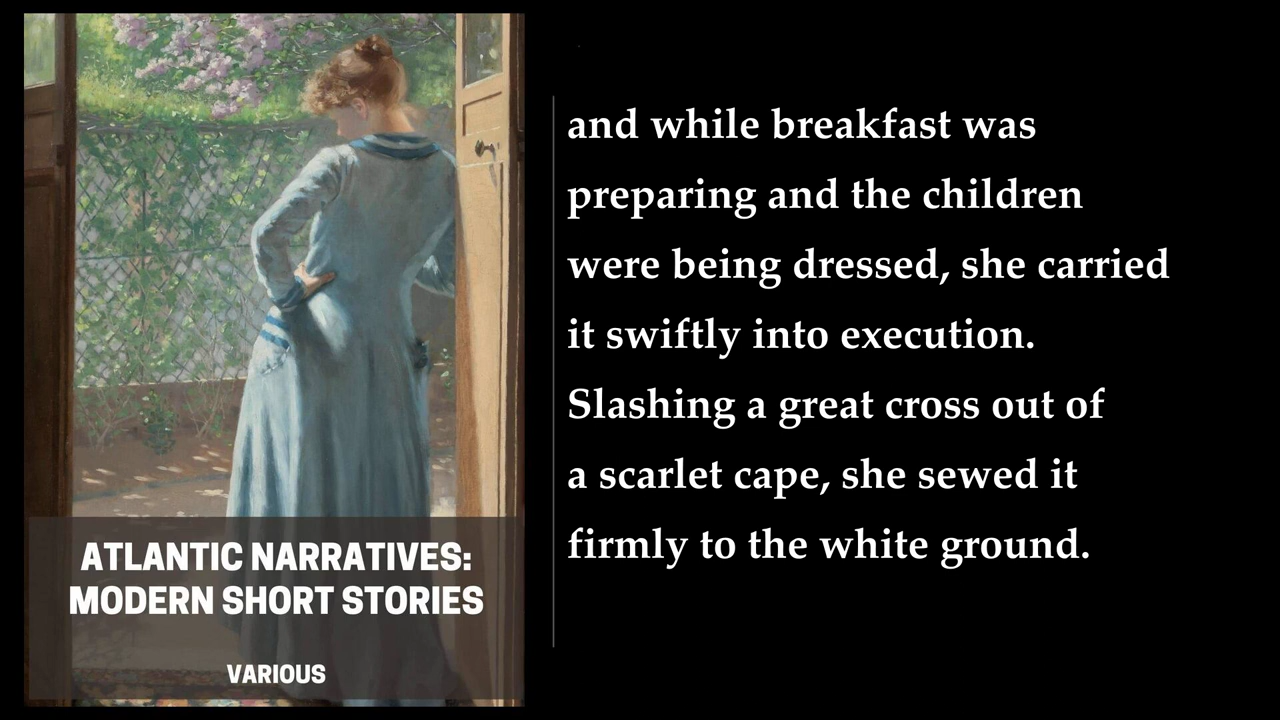 ATLANTIC NARRATIVES:
MODERN SHORT STORIES
VARIOUS
and while breakfast was
preparing and the children
were being dressed, she carried
it swiftly into execution.
Slashing a great cross out of
a scarlet cape, she sewed it
firmly to the white ground.